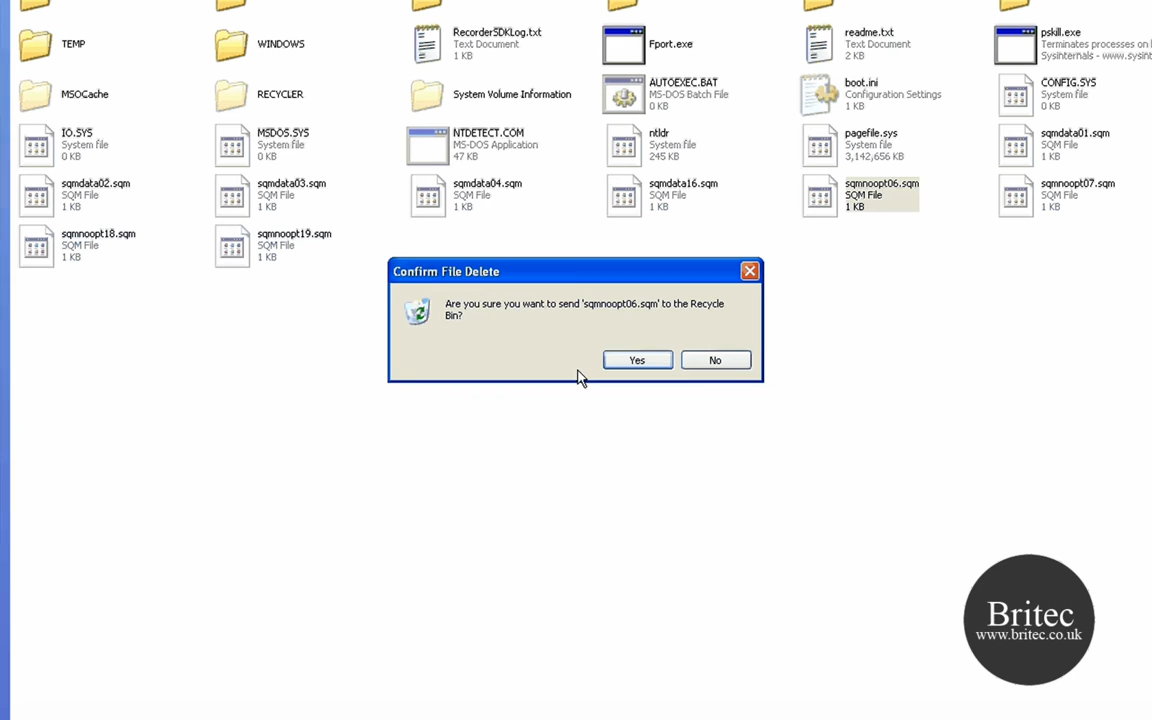 RecorderSDKLog.txt
Text Document
1 KB
readme.txt
Text Document
2 KB
pskill.exe
Terminates processes on
Sysinternals - www.sysint
TEMP
WINDOWS
Fport.exe
MSOCache
RECYCLER
System Volume Information
AUTOEXEC.BAT
MS-DOS Batch File
0 KB
boot.ini
Configuration Settings
1 KB
CONFIG.SYS
System file
0 KB
IO.SYS
System file
0 KB
MSDOS.SYS
System file
0 KB
NTDETECT.COM
MS-DOS Application
47 KB
ntldr
System file
245 KB
pagefile.sys
System file
3,142,656 KB
sqmdata01.sqm
SQM File
1 KB
sqmdata02.sqm
SQM File
1 KB
sqmdata03.sqm
SQM File
1 KB
sqmdata04.sqm
SQM File
1 KB
sqmdata16.sqm
SQM File
1 KB
sqmnoopt06.sqm
SQM File
1 KB
sqmnoopt07.sqm
SQM File
1 KB
sqmnoopt18.sqm
SQM File
1 KB
sqmnoopt19.sqm
SQM File
1 KB
Confirm File Delete
Are you sure you want to send 'sqmnoopt06.sqm' to the Recycle
Bin?
Yes
No
Britec
www.britec.co.uk